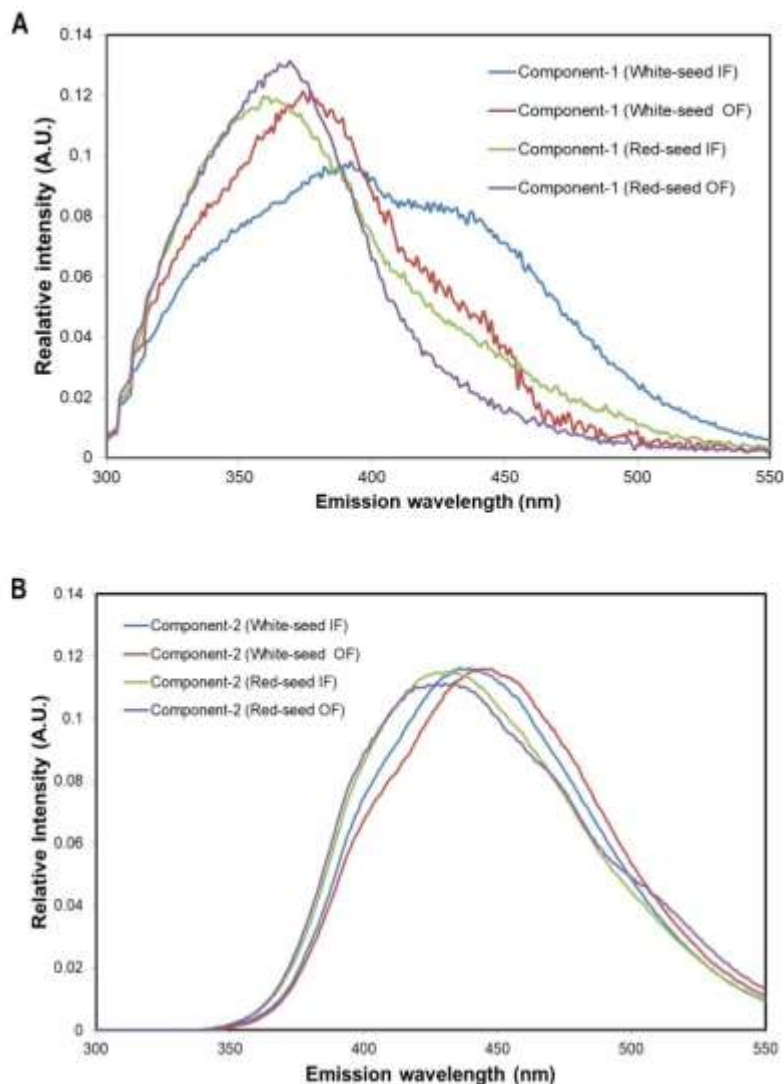 A
0.14
0.12
0.1
0.08
0.06
0.04
0.02
0
Realative intensity (A.U.)
Component-1 (White-seed IF)
Component-1 (White-seed OF)
Component-1 (Red-seed IF)
Component-1 (Red-seed OF)
300 350 400 450 500 550
Emission wavelength (nm)
B
0.14
0.12
0.1
0.08
0.06
0.04
0.02
0
Relative Intensity (A.U.)
Component-2 (White-seed IF)
Component-2 (White-seed OF)
Component-2 (Red-seed IF)
Component-2 (Red-seed OF)
300 350 400 450 500 550
Emission wavelength (nm)